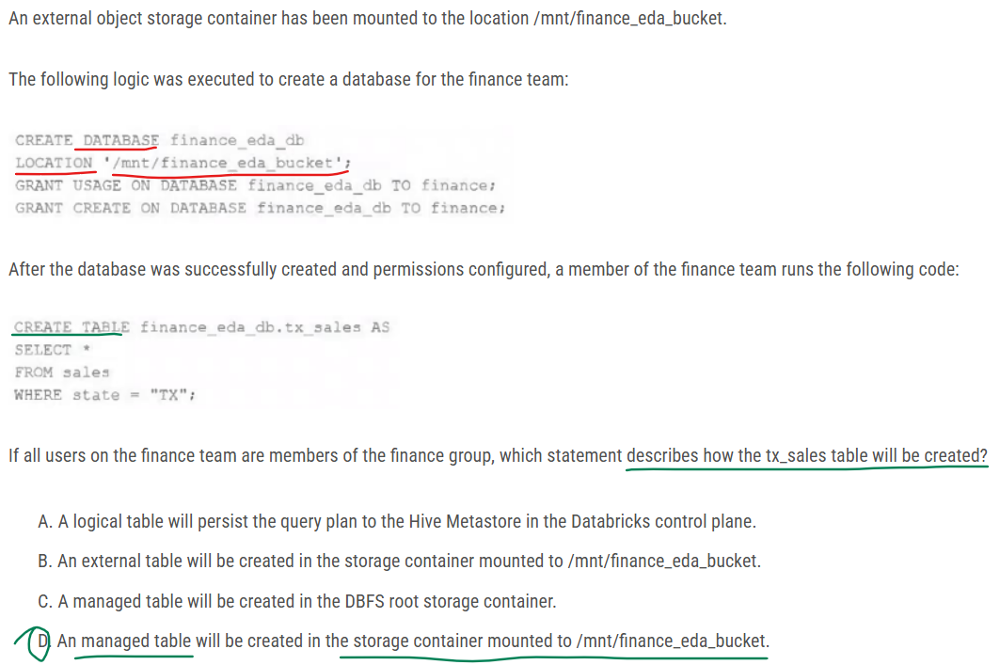 An external object storage container has been mounted to the location /mnt/finance_eda_bucket.
The following logic was executed to create a database for the finance team:
CREATE DATABASE finance_eda_db
LOCATION '/mnt/finance_eda_bucket';
GRANT USAGE ON DATABASE finance_eda_db TO finance;
GRANT CREATE ON DATABASE finance_eda_db TO finance;
After the database was successfully created and permissions configured, a member of the finance team runs the following code:
CREATE TABLE finance_eda_db.tx_sales AS
SELECT *
FROM sales
WHERE state = "TX";
If all users on the finance team are members of the finance group, which statement describes how the tx_sales table will be created?
A. A logical table will persist the query plan to the Hive Metastore in the Databricks control plane.
B. An external table will be created in the storage container mounted to /mnt/finance_eda_bucket.
C. A managed table will be created in the DBFS root storage container.
D. An managed table will be created in the storage container mounted to /mnt/finance_eda_bucket.